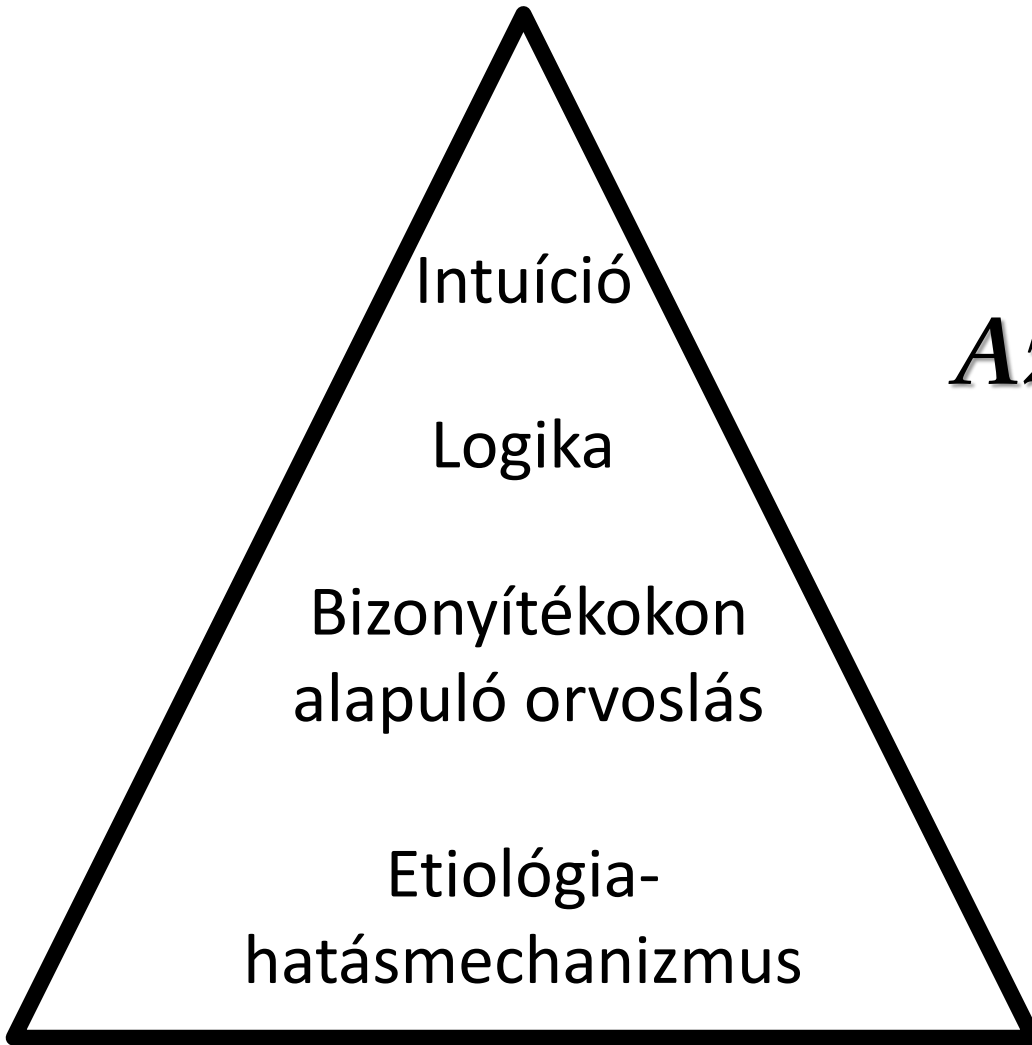 Intuíció
Logika
Bizonyítékokon
alapuló orvoslás
Etiológia-
hatásmechanizmus